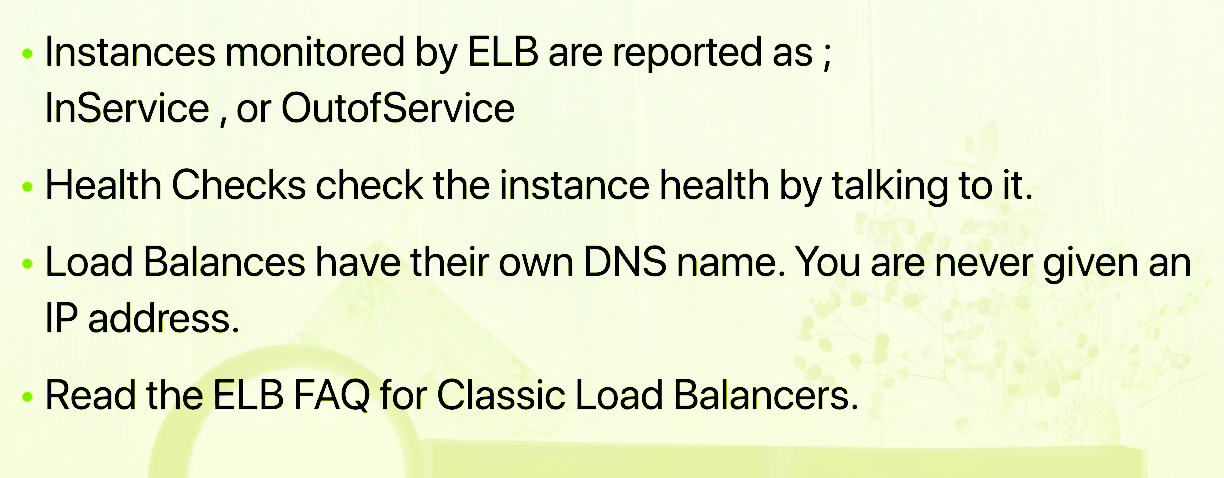 • Instances monitored by ELB are reported as ;
InService , or OutofService
• Health Checks check the instance health by talking to it.
• Load Balances have their own DNS name. You are never given an
IP address.
• Read the ELB FAQ for Classic Load Balancers.